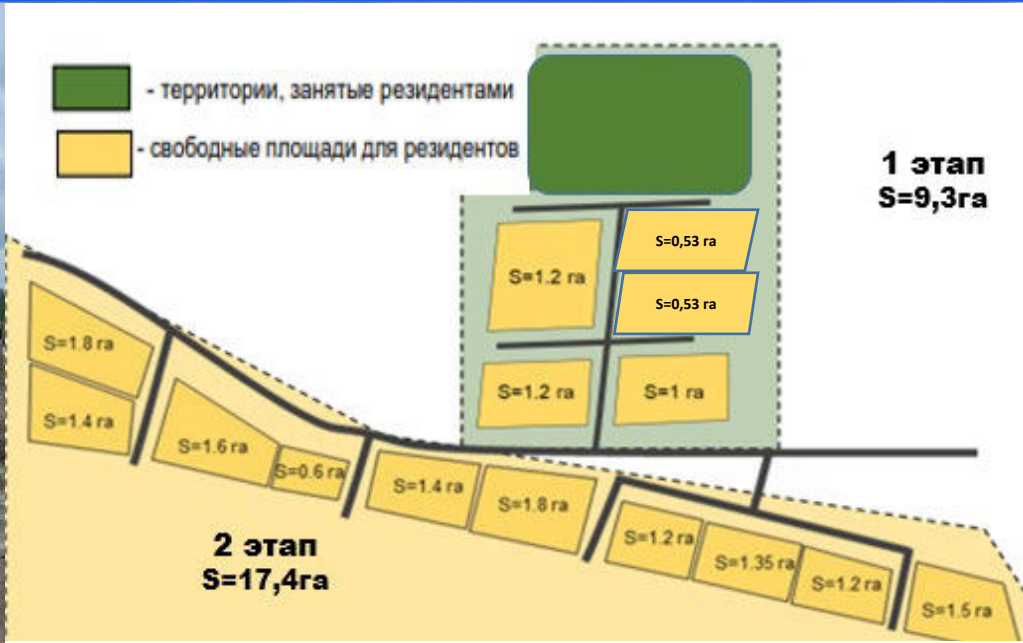 - территории, занятые резидентами
- свободные площади для резидентов
1 этап
S=9,3га
S=1.2 га
S=0,53 га
S=0,53 га
S=1.2 га
S=1 га
S=1.8 га
S=1.4 га
S=1.6 га
S=0.6 га
S=1.4 га
S=1.8 га
S=1.2 га
S=1.35 га
S=1.2 га
S=1.5 га
2 этап
S=17,4га